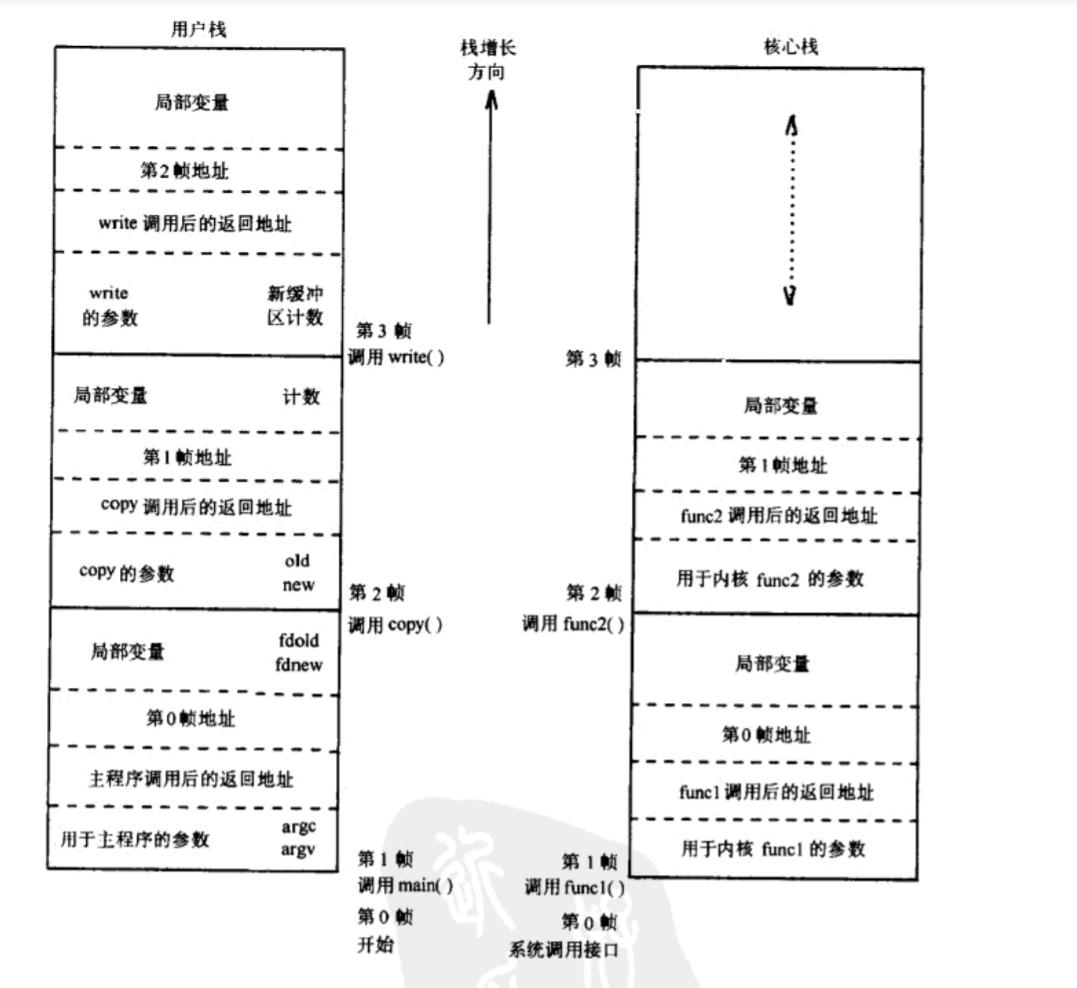 用户栈
局部变量
第2帧地址
write 调用后的返回地址
write 新缓冲
的参数 区计数
局部变量 计数
第1帧地址
copy 调用后的返回地址
copy 的参数 old
new
局部变量 fdold
fdnew
第0帧地址
主程序调用后的返回地址
用于主程序的参数 argc
argv
栈增长
方向
第 3 帧
调用 write( )
第 2 帧
调用 copy( )
第 1 帧
调用 main( )
第 0 帧
开始
核心栈
第 3 帧
局部变量
第 1 帧地址
func2 调用后的返回地址
用于内核 func2 的参数
第 2 帧
调用 func2( )
局部变量
第 0 帧地址
func1 调用后的返回地址
用于内核 func1 的参数
第 1 帧
调用 func1( )
第 0 帧
系统调用接口